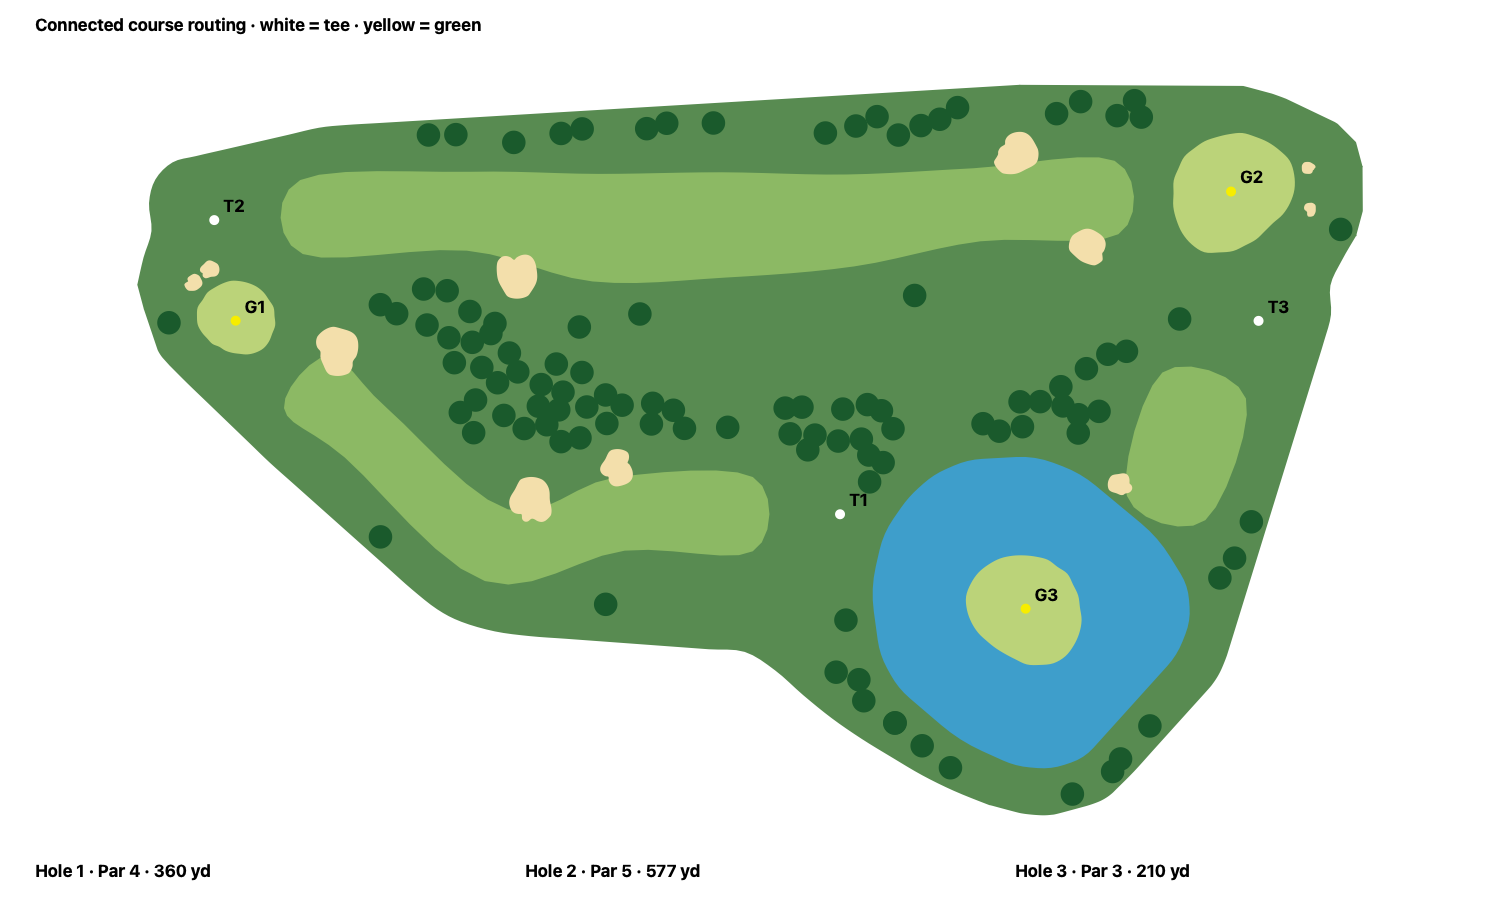 Connected course routing · white = tee · yellow = green
T2
G2
G1
T3
T1
G3
Hole 1 · Par 4 · 360 yd
Hole 2 · Par 5 · 577 yd
Hole 3 · Par 3 · 210 yd